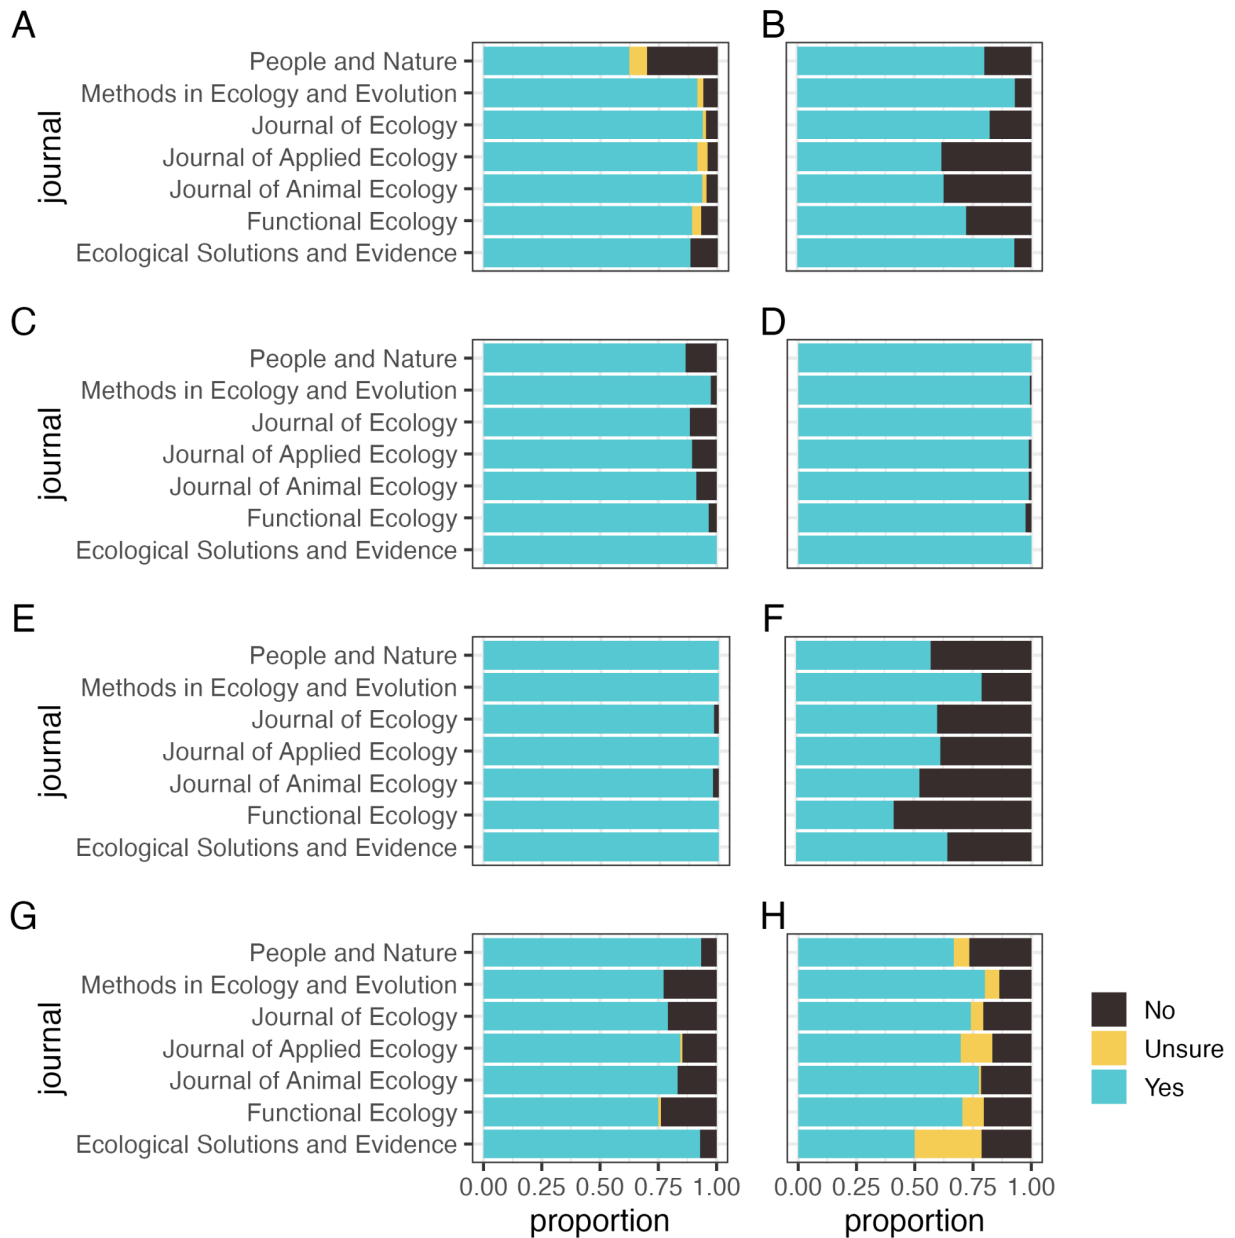 A
B
journal
People and Nature
Methods in Ecology and Evolution
Journal of Ecology
Journal of Applied Ecology
Journal of Animal Ecology
Functional Ecology
Ecological Solutions and Evidence
C
D
journal
People and Nature
Methods in Ecology and Evolution
Journal of Ecology
Journal of Applied Ecology
Journal of Animal Ecology
Functional Ecology
Ecological Solutions and Evidence
E
F
journal
People and Nature
Methods in Ecology and Evolution
Journal of Ecology
Journal of Applied Ecology
Journal of Animal Ecology
Functional Ecology
Ecological Solutions and Evidence
G
H
journal
People and Nature
Methods in Ecology and Evolution
Journal of Ecology
Journal of Applied Ecology
Journal of Animal Ecology
Functional Ecology
Ecological Solutions and Evidence
0.00 0.25 0.50 0.75 1.00
proportion
0.00 0.25 0.50 0.75 1.00
proportion
No
Unsure
Yes